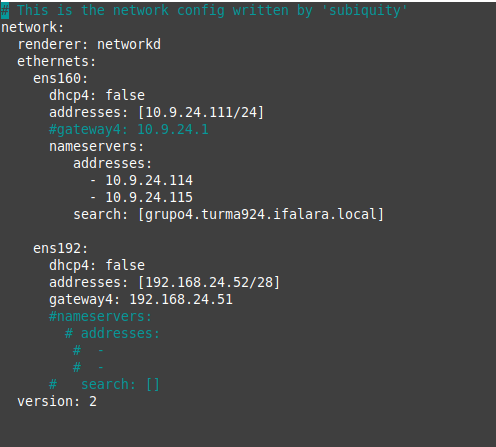 # This is the network config written by 'subiquity'
network:
  renderer: networkd
  ethernets:
    ens160:
      dhcp4: false
      addresses: [10.9.24.111/24]
      #gateway4: 10.9.24.1
      nameservers:
         addresses:
           - 10.9.24.114
           - 10.9.24.115
         search: [grupo4.turma924.ifalara.local]

    ens192:
      dhcp4: false
      addresses: [192.168.24.52/28]
      gateway4: 192.168.24.51
      #nameservers:
        # addresses:
         #  -
         #  -
      #   search: []
  version: 2